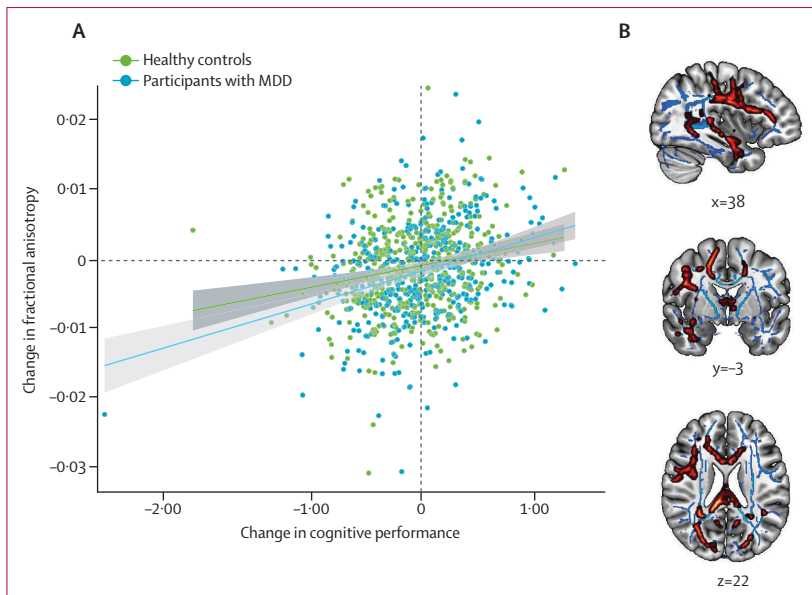 A
B
Healthy controls
Participants with MDD
0·02
0·01
0
–0·01
–0·02
–0·03
Change in fractional anisotropy
–2·00
–1·00
0
1·00
Change in cognitive performance
x=38
y=–3
z=22